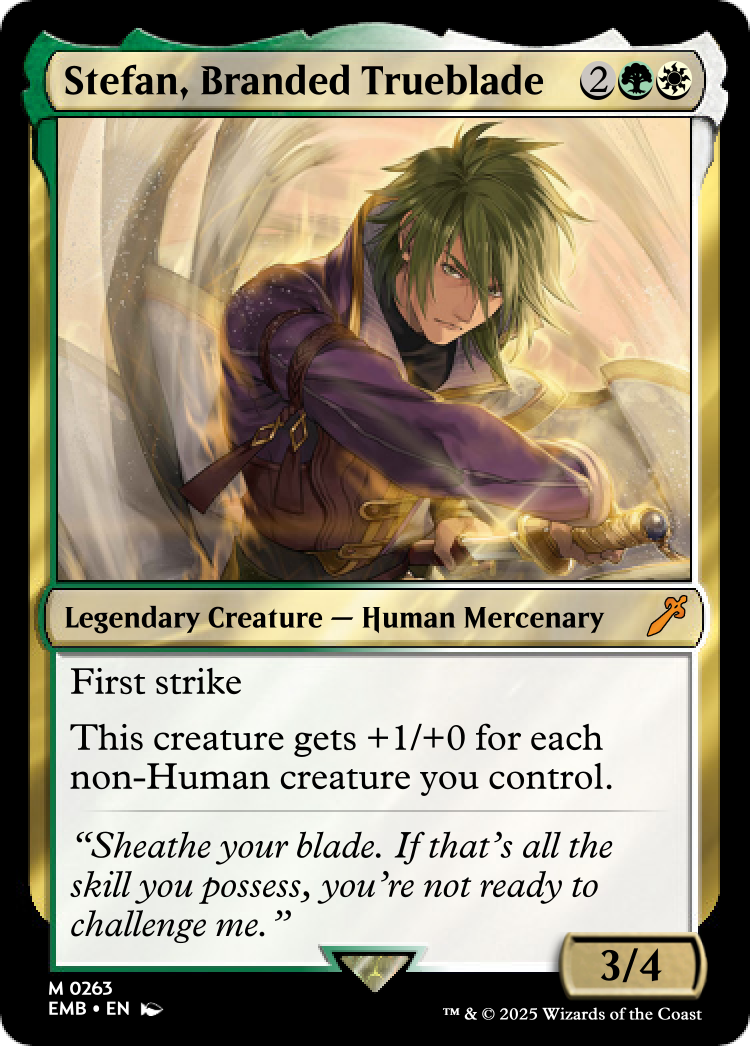 Stefan, Branded Trueblade 2
Legendary Creature — Human Mercenary
First strike
This creature gets +1/+0 for each
non-Human creature you control.
“Sheathe your blade. If that’s all the
skill you possess, you’re not ready to
challenge me.”
3/4
M 0263
EMB • EN
™ & © 2025 Wizards of the Coast